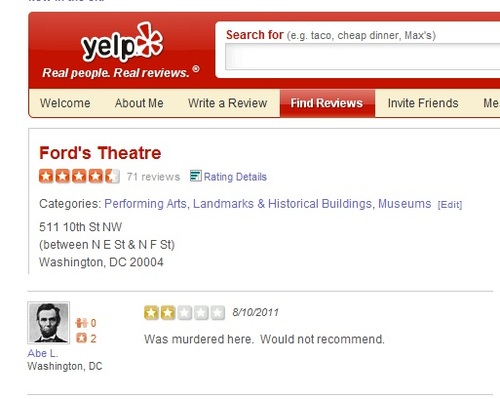 yelp
Real people. Real reviews. ®
Search for (e.g. taco, cheap dinner, Max's)
Welcome About Me Write a Review Find Reviews Invite Friends Me
Ford's Theatre
71 reviews Rating Details
Categories: Performing Arts, Landmarks & Historical Buildings, Museums [Edit]
511 10th St NW
(between N E St & N F St)
Washington, DC 20004
0
2
Abe L.
Washington, DC
8/10/2011
Was murdered here. Would not recommend.